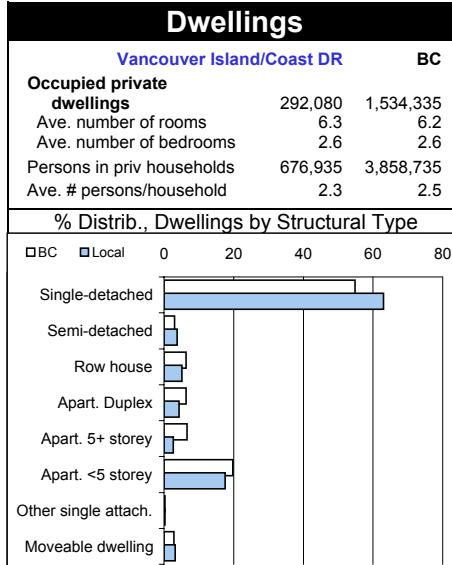 Dwellings
Vancouver Island/Coast DR BC
Occupied private
dwellings 292,080 1,534,335
Ave. number of rooms 6.3 6.2
Ave. number of bedrooms 2.6 2.6
Persons in priv households 676,935 3,858,735
Ave. # persons/household 2.3 2.5
% Distrib., Dwellings by Structural Type
BC Local 0 20 40 60 80
Single-detached
Semi-detached
Row house
Apart. Duplex
Apart. 5+ storey
Apart. <5 storey
Other single attach.
Moveable dwelling